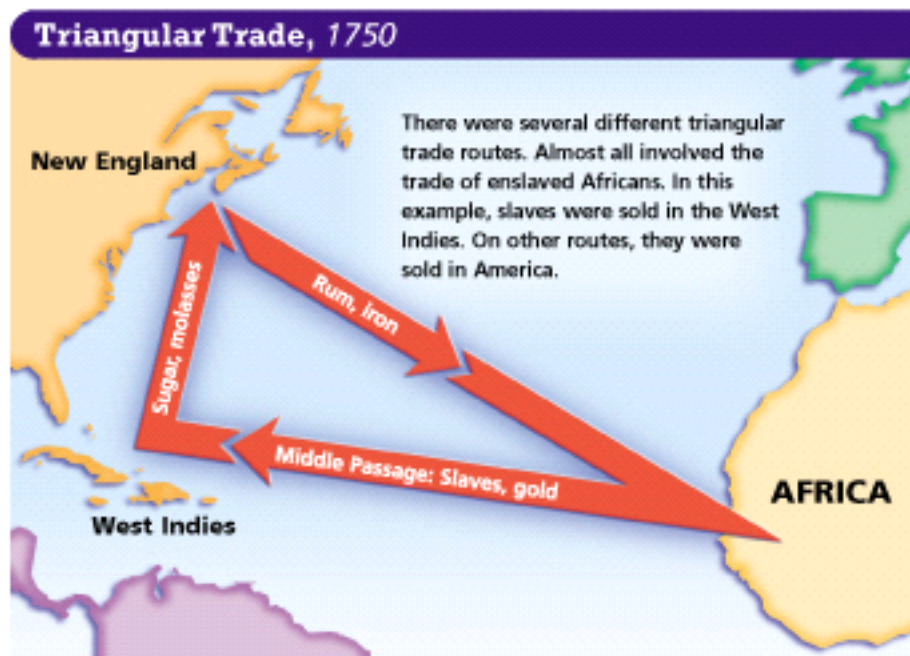 Triangular Trade, 1750
There were several different triangular
trade routes. Almost all involved the
trade of enslaved Africans. In this
example, slaves were sold in the West
Indies. On other routes, they were
sold in America.
New England
Rum, iron
Sugar, molasses
Middle Passage: Slaves, gold
AFRICA
West Indies